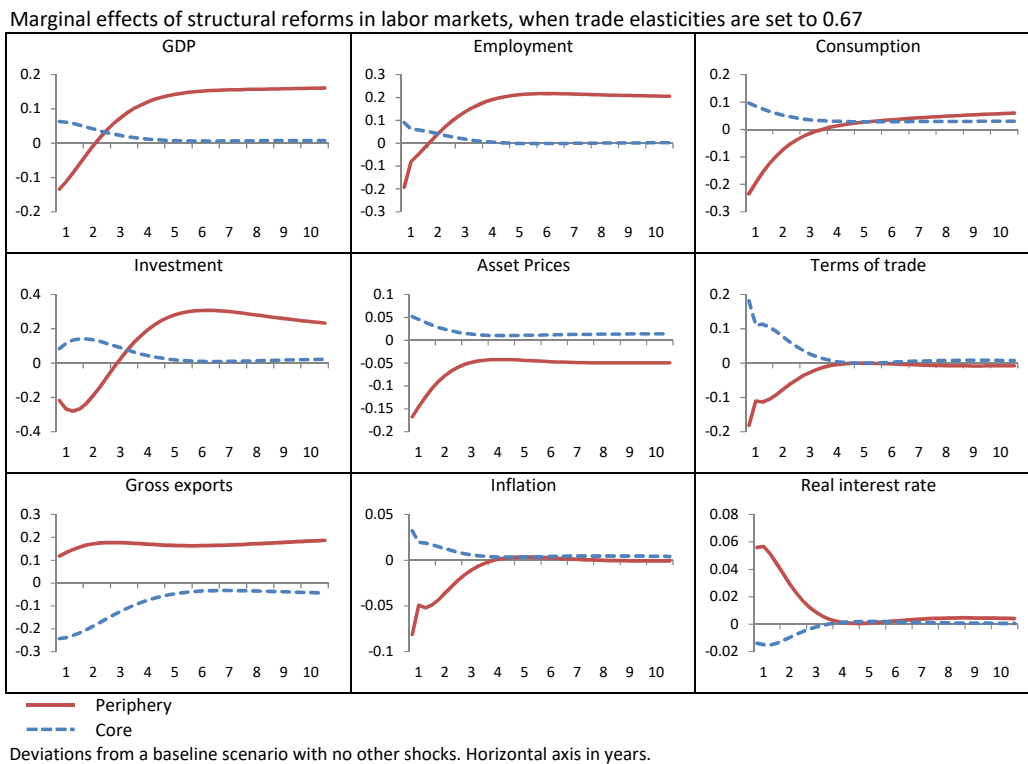 Marginal effects of structural reforms in labor markets, when trade elasticities are set to 0.67
GDP
0.2
0.1
0
-0.1
-0.2
1 2 3 4 5 6 7 8 9 10
Employment
0.3
0.2
0.1
0
-0.1
-0.2
-0.3
1 2 3 4 5 6 7 8 9 10
Consumption
0.2
0.1
0
-0.1
-0.2
-0.3
1 2 3 4 5 6 7 8 9 10
Investment
0.4
0.2
0
-0.2
-0.4
1 2 3 4 5 6 7 8 9 10
Asset Prices
0.1
0.05
0
-0.05
-0.1
-0.15
-0.2
1 2 3 4 5 6 7 8 9 10
Terms of trade
0.2
0.1
0
-0.1
-0.2
1 2 3 4 5 6 7 8 9 10
Gross exports
0.3
0.2
0.1
0
-0.1
-0.2
-0.3
1 2 3 4 5 6 7 8 9 10
Inflation
0.05
0
-0.05
-0.1
1 2 3 4 5 6 7 8 9 10
Real interest rate
0.08
0.06
0.04
0.02
0
-0.02
1 2 3 4 5 6 7 8 9 10
Periphery
Core
Deviations from a baseline scenario with no other shocks. Horizontal axis in years.